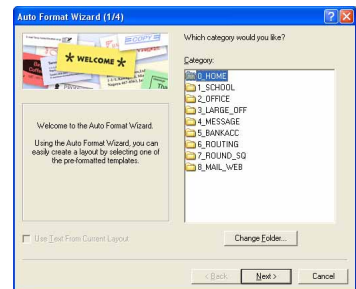 Auto Format Wizard (1/4)
* WELCOME *
Which category would you like?
Category:
0_HOME
1_SCHOOL
2_OFFICE
3_LARGE_OFF
4_MESSAGE
5_BANKACC
6_ROUTING
7_ROUND_SQ
8_MAIL_WEB
Welcome to the Auto Format Wizard.
Using the Auto Format Wizard, you can
easily create a layout by selecting one of
the pre-formatted templates.
Use Text From Current Layout
Change Folder...
< Back
Next >
Cancel